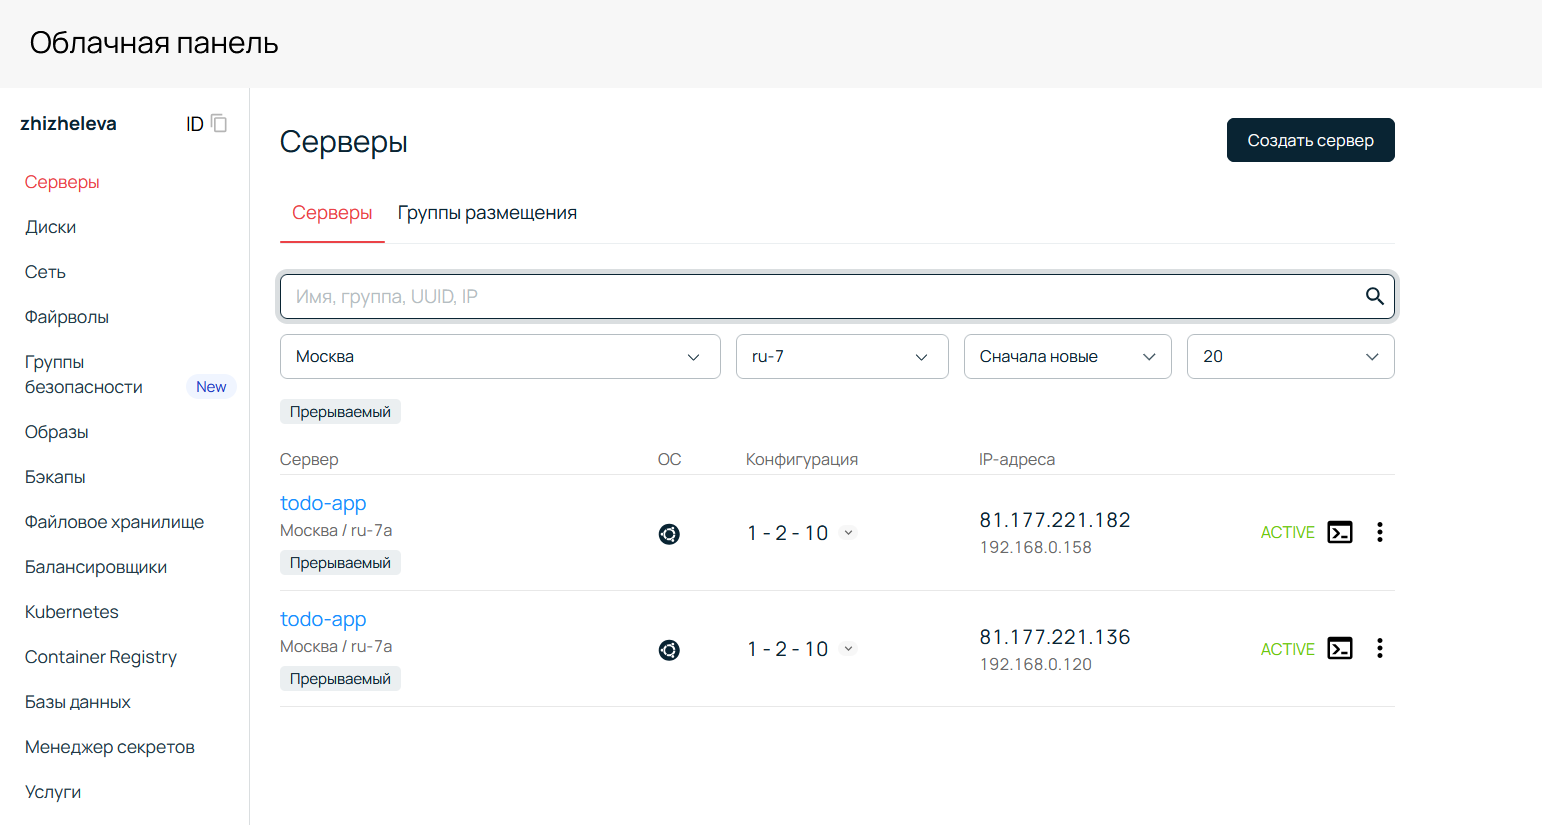 Облачная панель
zhizheleva ID
Серверы
Диски
Сеть
Файрволы
Группы
безопасности New
Образы
Бэкапы
Файловое хранилище
Балансировщики
Kubernetes
Container Registry
Базы данных
Менеджер секретов
Услуги
Серверы
Создать сервер
Серверы Группы размещения
Имя, группа, UUID, IP
Москва ru-7 Сначала новые 20
Прерываемый
Сервер ОС Конфигурация IP-адреса
todo-app
Москва / ru-7a
Прерываемый
1 - 2 - 10
81.177.221.182
192.168.0.158
ACTIVE
todo-app
Москва / ru-7a
Прерываемый
1 - 2 - 10
81.177.221.136
192.168.0.120
ACTIVE